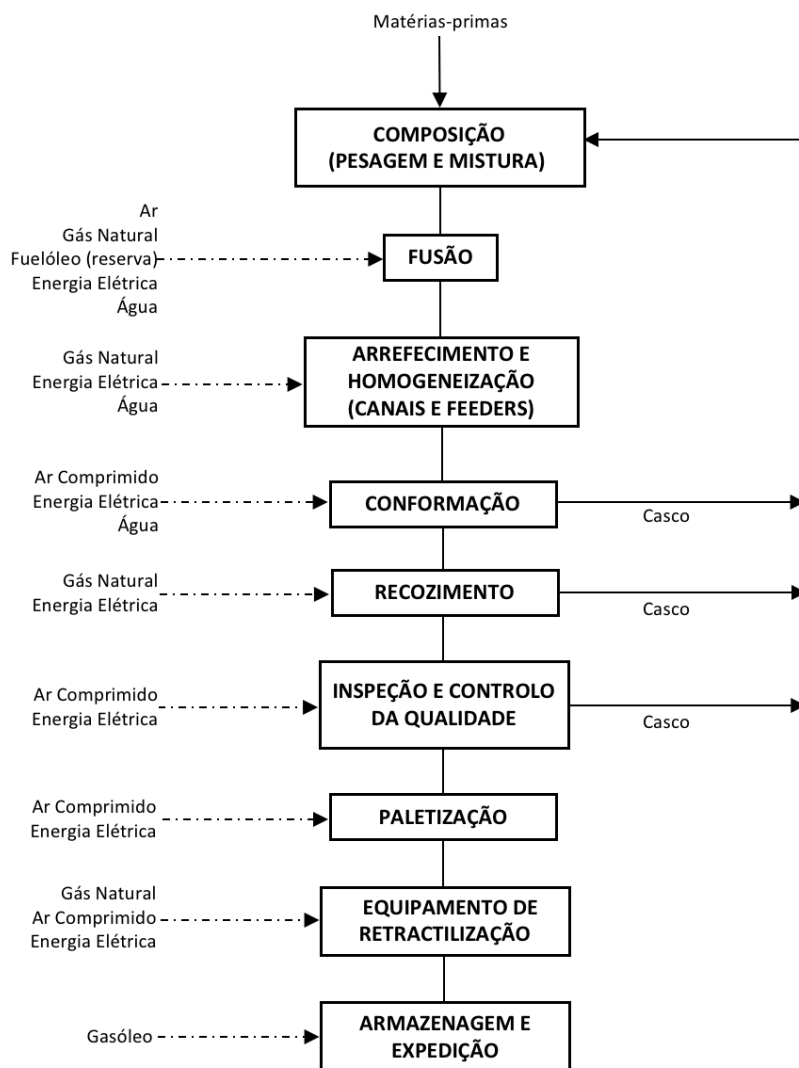 Matérias-primas
COMPOSIÇÃO
(PESAGEM E MISTURA)
Ar
Gás Natural
Fuelóleo (reserva)
Energia Elétrica
Água
FUSÃO
Gás Natural
Energia Elétrica
Água
ARREFECIMENTO E
HOMOGENEIZAÇÃO
(CANAIS E FEEDERS)
Ar Comprimido
Energia Elétrica
Água
CONFORMAÇÃO
Casco
Gás Natural
Energia Elétrica
RECOZIMENTO
Casco
Ar Comprimido
Energia Elétrica
INSPEÇÃO E CONTROLO
DA QUALIDADE
Casco
Ar Comprimido
Energia Elétrica
PALETIZAÇÃO
Gás Natural
Ar Comprimido
Energia Elétrica
EQUIPAMENTO DE
RETRACTILIZAÇÃO
Gasóleo
ARMAZENAGEM E
EXPEDIÇÃO